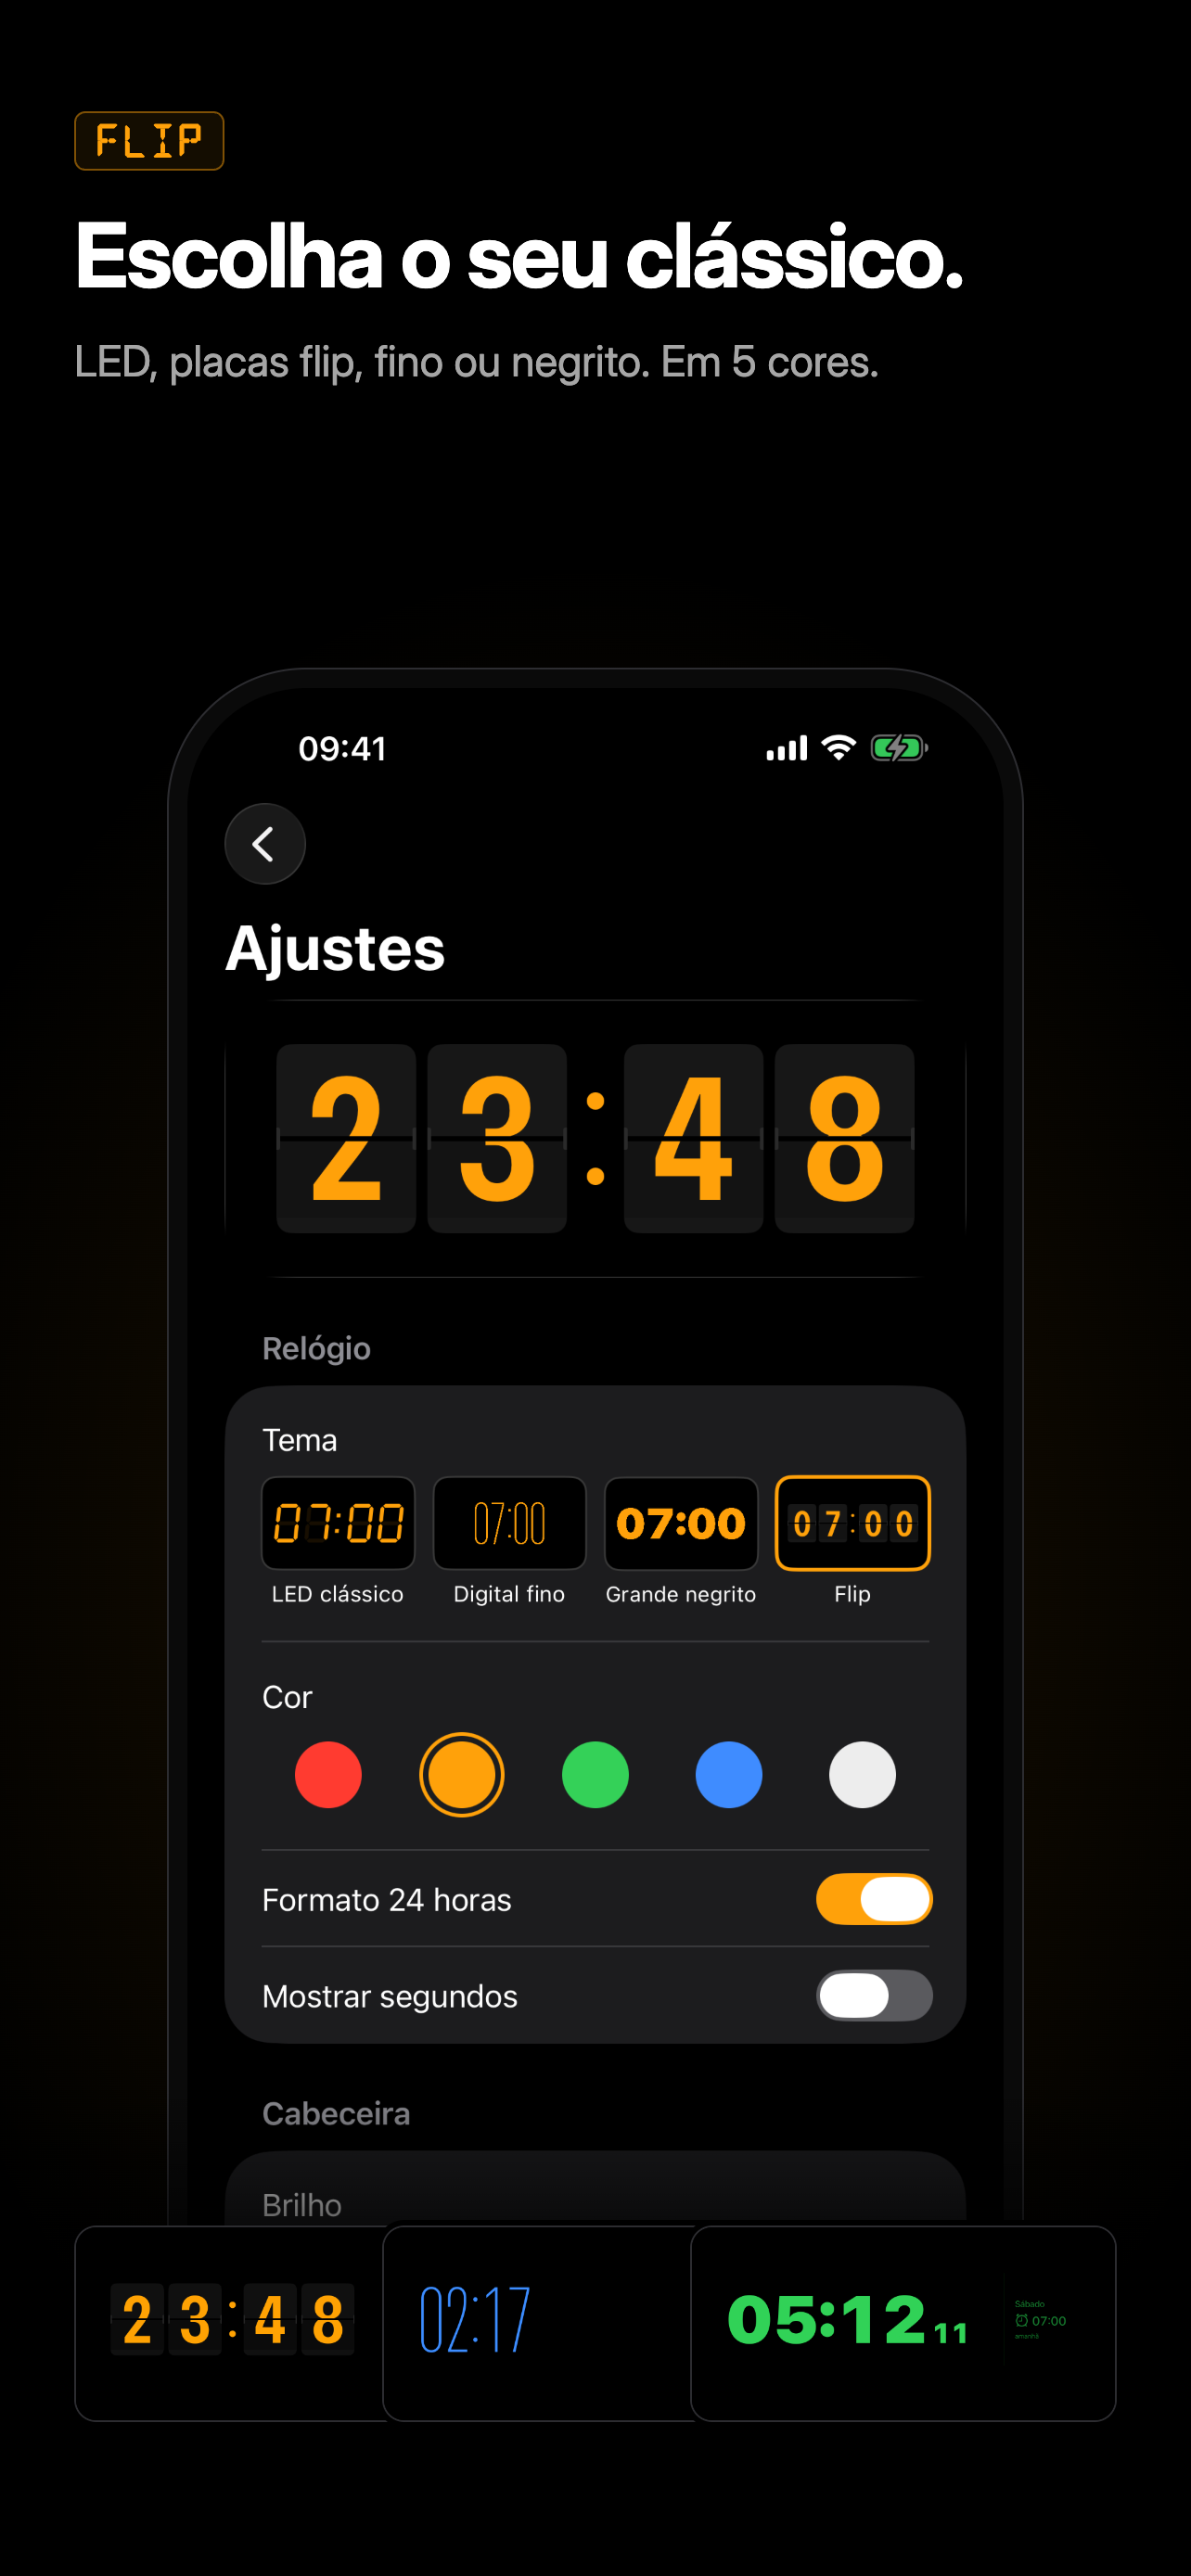 FLIP
Escolha o seu clássico.
LED, placas flip, fino ou negrito. Em 5 cores.
09:41
Ajustes
23:48
Relógio
Tema
07:00 07:00 07:00 07:00
LED clássico Digital fino Grande negrito Flip
Cor
Formato 24 horas
Mostrar segundos
Cabeceira
Brilho
23:48 02:17 05:12 11
Sábado
07:00
amanhã